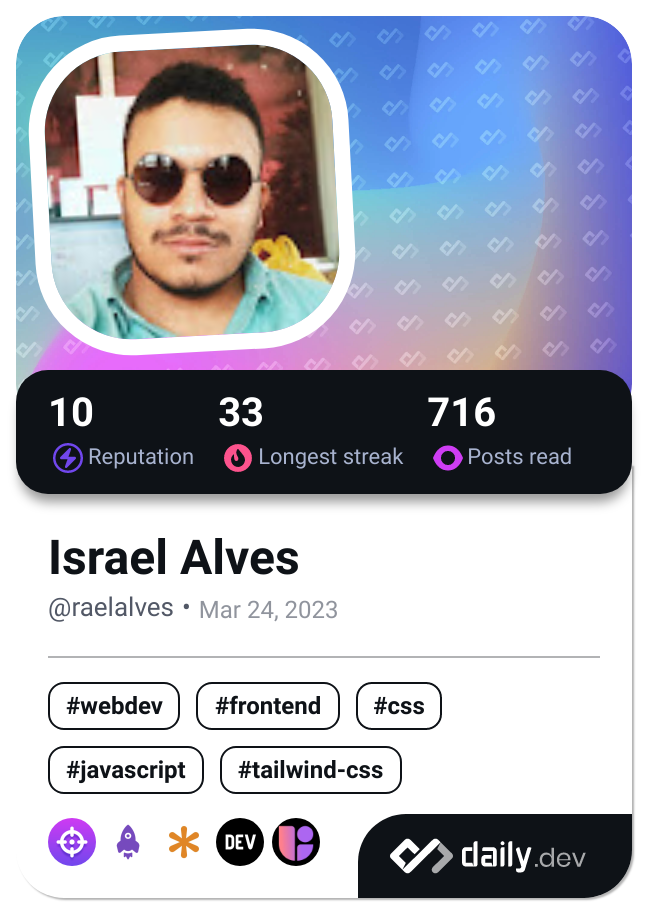 10 33 716
Reputation Longest streak Posts read
Israel Alves
@raelalves • Mar 24, 2023
#webdev #frontend #css
#javascript #tailwind-css
DEV daily.dev